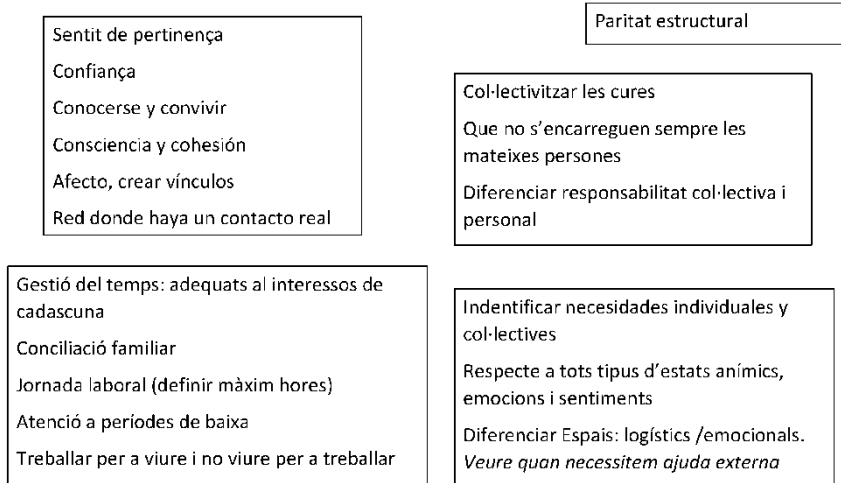 Sentit de pertinença
Confiança
Conocerse y convivir
Consciencia y cohesión
Afecto, crear vínculos
Red donde haya un contacto real
Paritat estructural
Col·lectivitzar les cures
Que no s’encarreguen sempre les
mateixes persones
Diferenciar responsabilitat col·lectiva i
personal
Gestió del temps: adequats al interessos de
cadascuna
Conciliació familiar
Jornada laboral (definir màxim hores)
Atenció a períodes de baixa
Treballar per a viure i no viure per a treballar
Indentificar necesidades individuales y
col·lectives
Respecte a tots tipus d’estats anímics,
emocions i sentiments
Diferenciar Espais: logístics /emocionals.
Veure quan necessitem ajuda externa